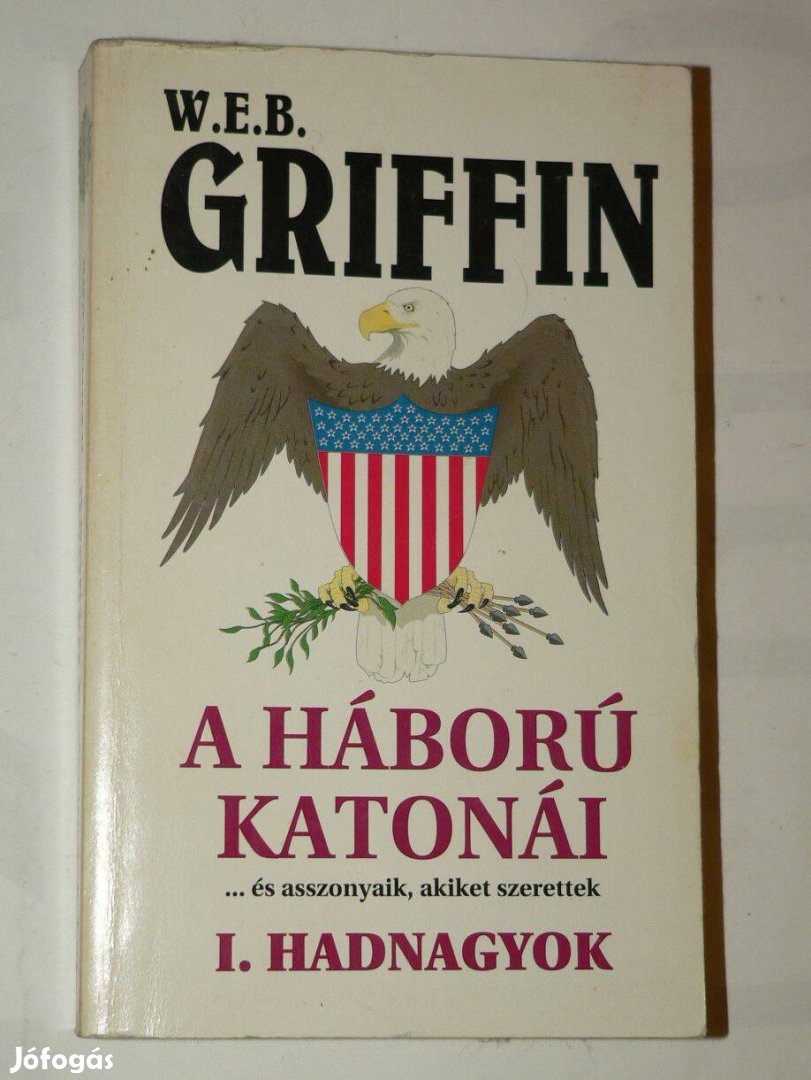 W.E.B.
GRIFFIN
A HÁBORÚ
KATONÁI
... és asszonyaik, akiket szerettek
I. HADNAGYOK
Jófogás